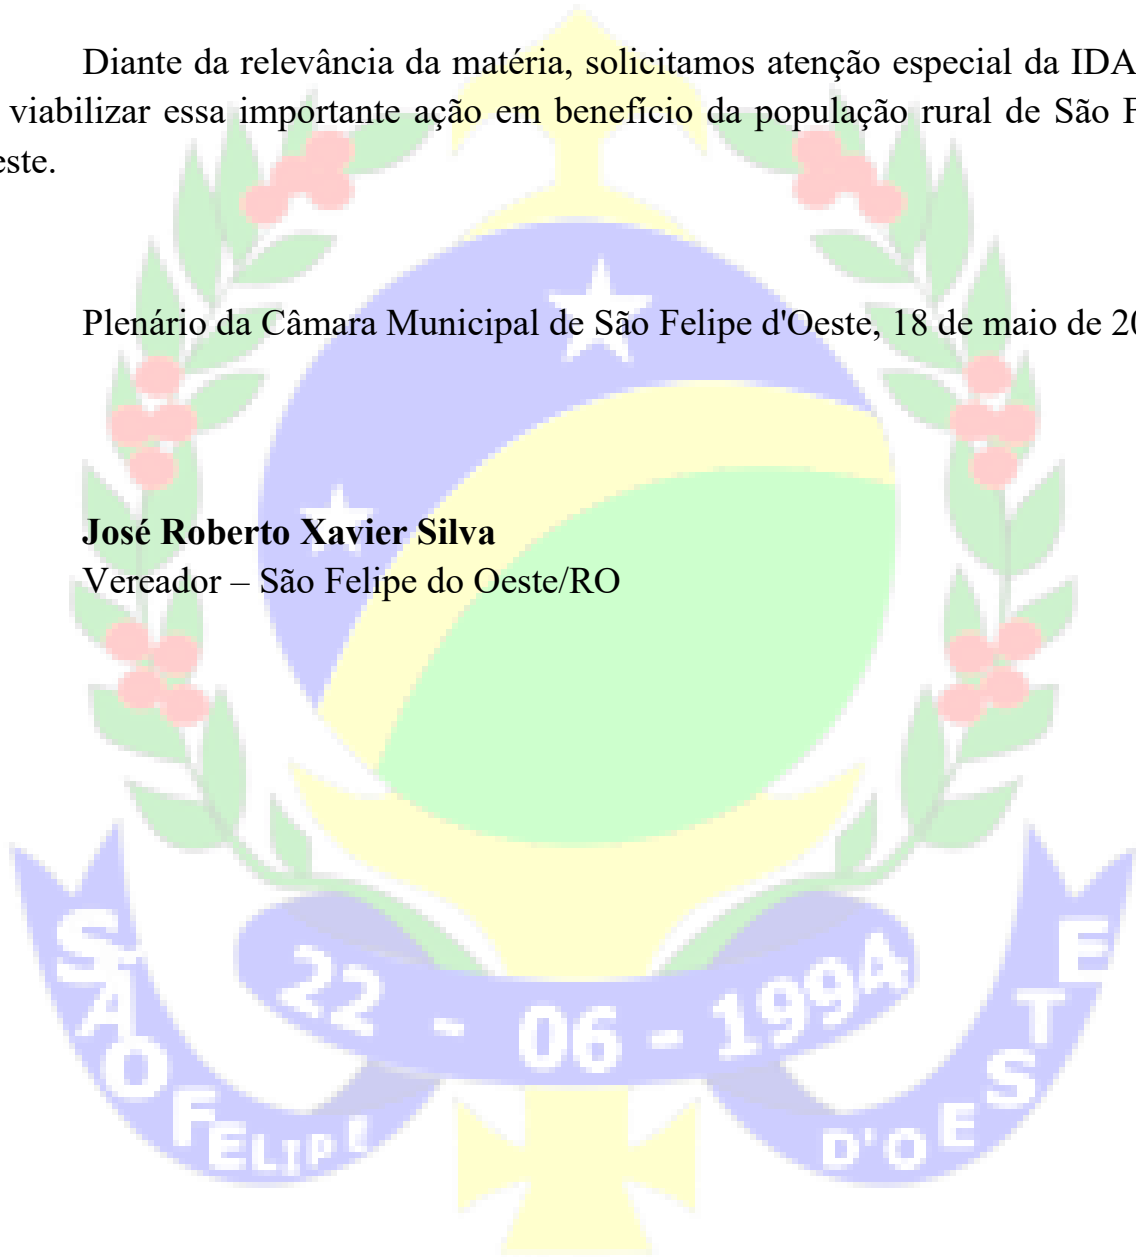 Diante da relevância da matéria, solicitamos atenção especial da IDA
viabilizar essa importante ação em benefício da população rural de São F
este.
Plenário da Câmara Municipal de São Felipe d'Oeste, 18 de maio de 20
José Roberto Xavier Silva
Vereador – São Felipe do Oeste/RO
SÃO FELIPE D'OESTE
22 - 06 - 1994